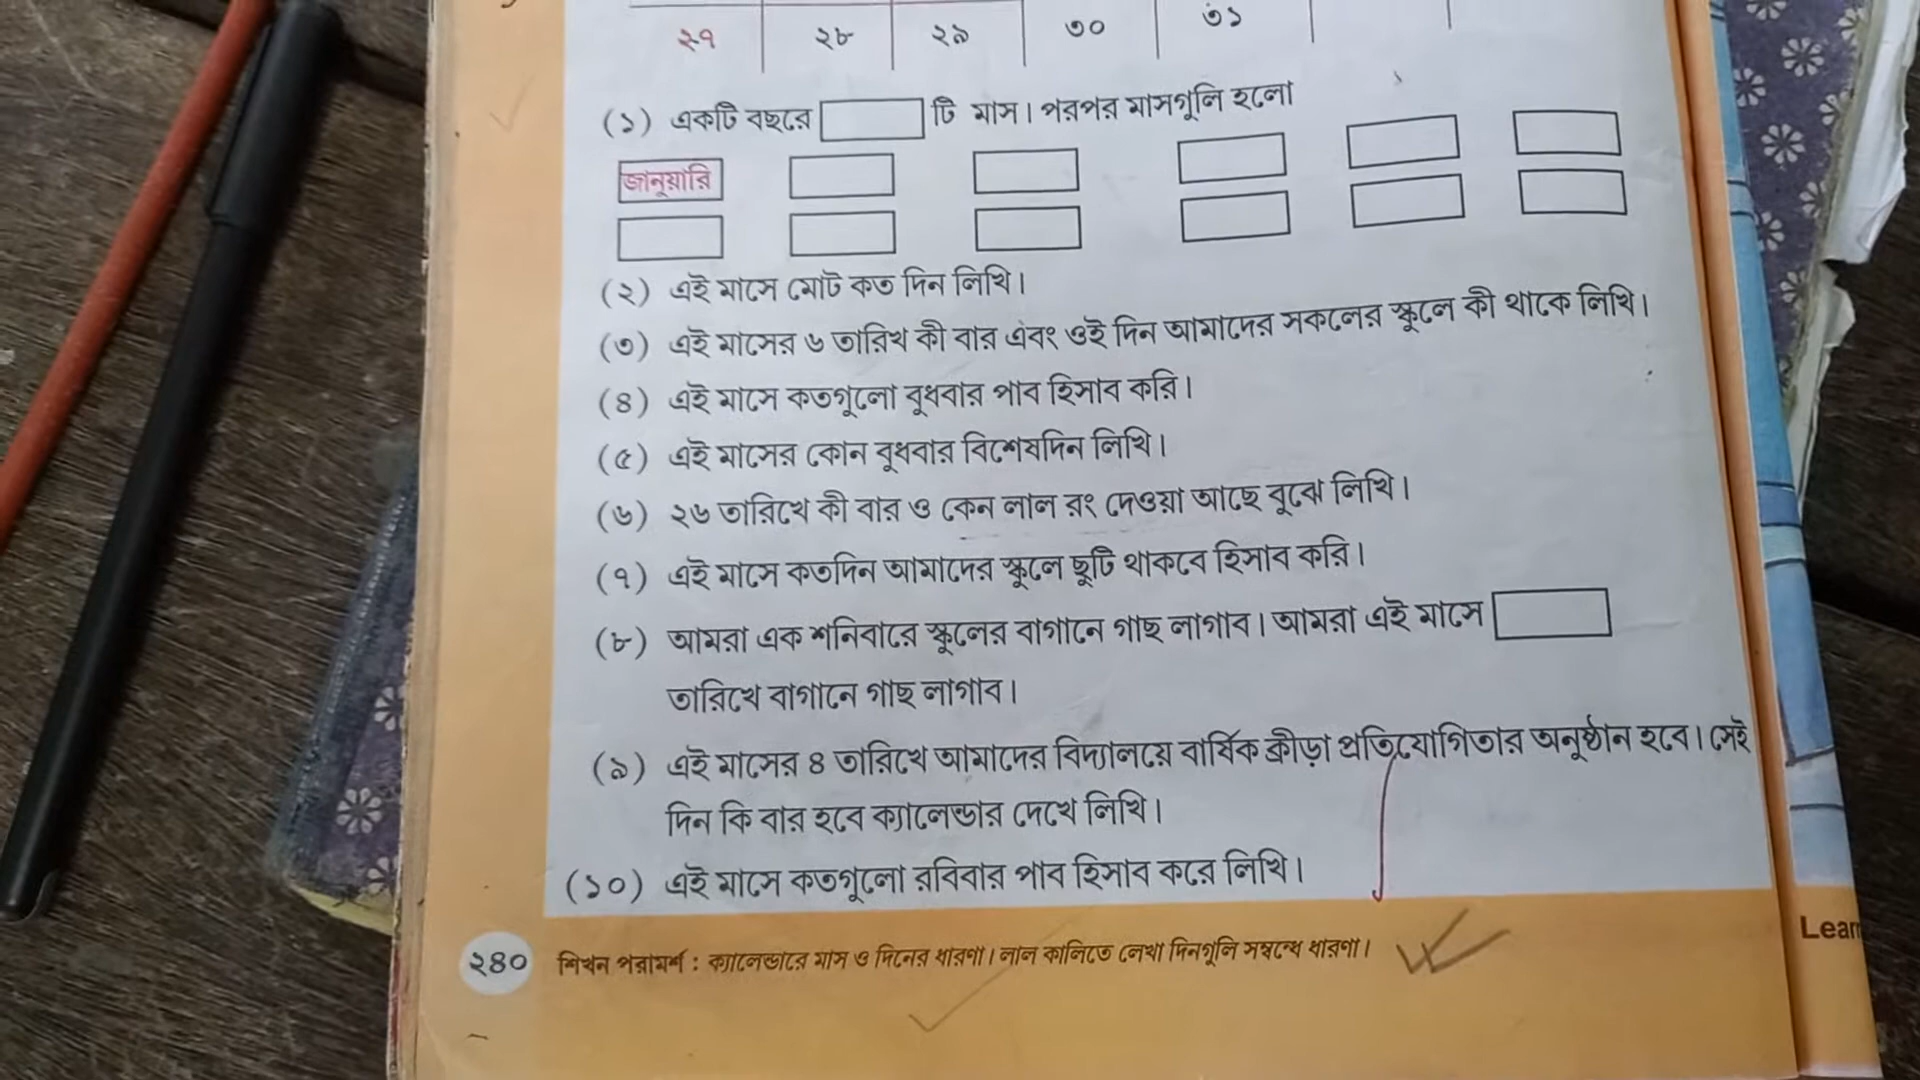 ২৭ ২৮ ২৯ ৩০ ৩১
(১) একটি বছরে টি মাস। পরপর মাসগুলি হলো
জানুয়ারি
(২) এই মাসে মোট কত দিন লিখি।
(৩) এই মাসের ৬ তারিখ কী বার এবং ওই দিন আমাদের সকলের স্কুলে কী থাকে লিখি।
(৪) এই মাসে কতগুলো বুধবার পাব হিসাব করি।
(৫) এই মাসের কোন বুধবার বিশেষদিন লিখি।
(৬) ২৬ তারিখে কী বার ও কেন লাল রং দেওয়া আছে বুঝে লিখি।
(৭) এই মাসে কতদিন আমাদের স্কুলে ছুটি থাকবে হিসাব করি।
(৮) আমরা এক শনিবারে স্কুলের বাগানে গাছ লাগাব। আমরা এই মাসে
তারিখে বাগানে গাছ লাগাব।
(৯) এই মাসের ৪ তারিখে আমাদের বিদ্যালয়ে বার্ষিক ক্রীড়া প্রতিযোগিতার অনুষ্ঠান হবে। সেই
দিন কি বার হবে ক্যালেন্ডার দেখে লিখি।
(১০) এই মাসে কতগুলো রবিবার পাব হিসাব করে লিখি।
২৪০ শিখন পরামর্শ : ক্যালেন্ডারে মাস ও দিনের ধারণা। লাল কালিতে লেখা দিনগুলি সম্বন্ধে ধারণা।